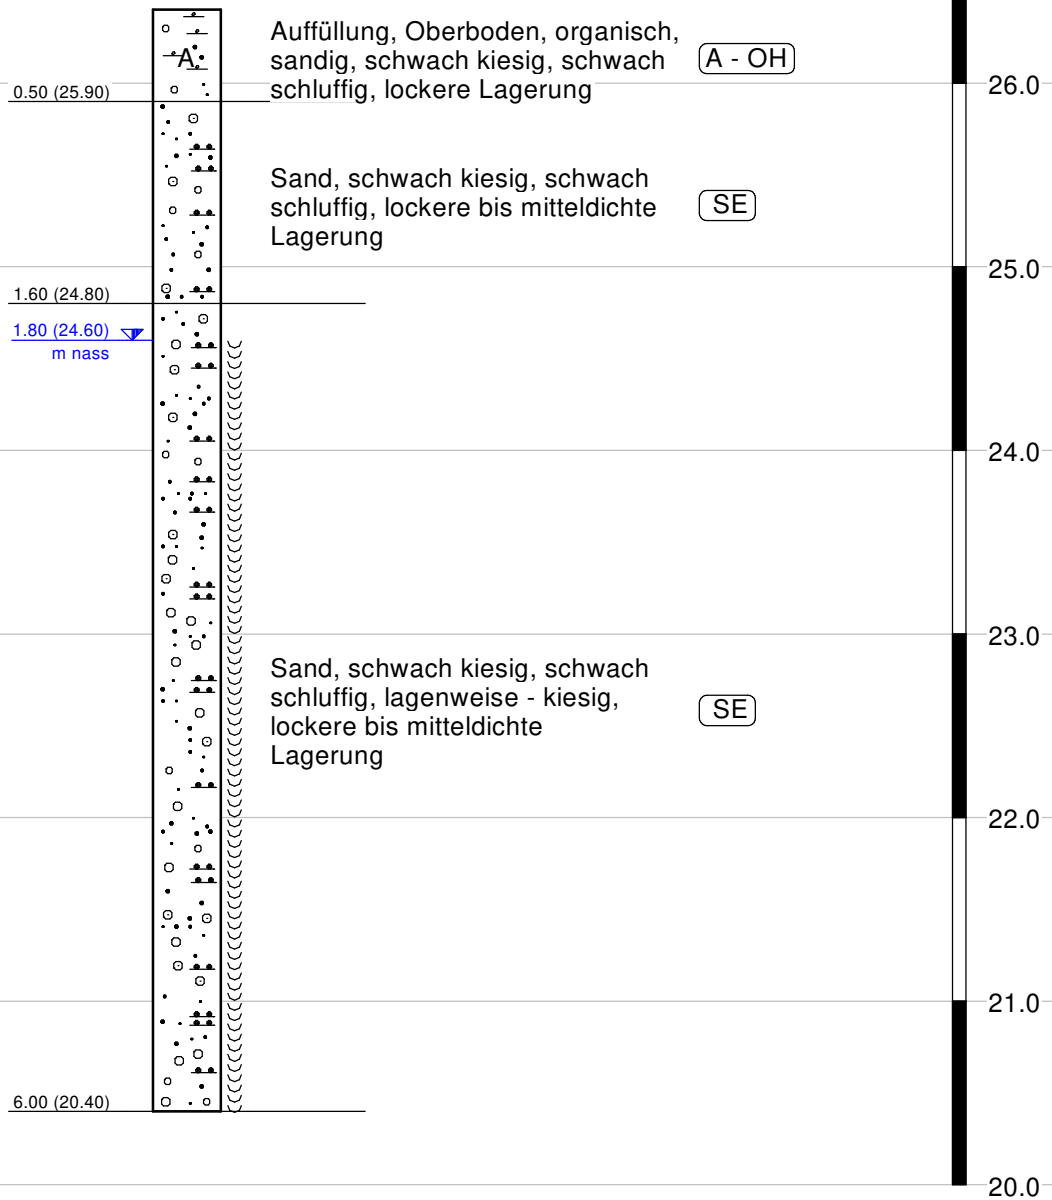 Auffüllung, Oberboden, organisch,
sandig, schwach kiesig, schwach
schluffig, lockere Lagerung
A - OH
A
26.0
0.50 (25.90)
Sand, schwach kiesig, schwach
schluffig, lockere bis mitteldichte
Lagerung
SE
25.0
1.60 (24.80)
1.80 (24.60)
m nass
24.0
23.0
Sand, schwach kiesig, schwach
schluffig, lagenweise - kiesig,
lockere bis mitteldichte
Lagerung
SE
22.0
21.0
6.00 (20.40)
20.0